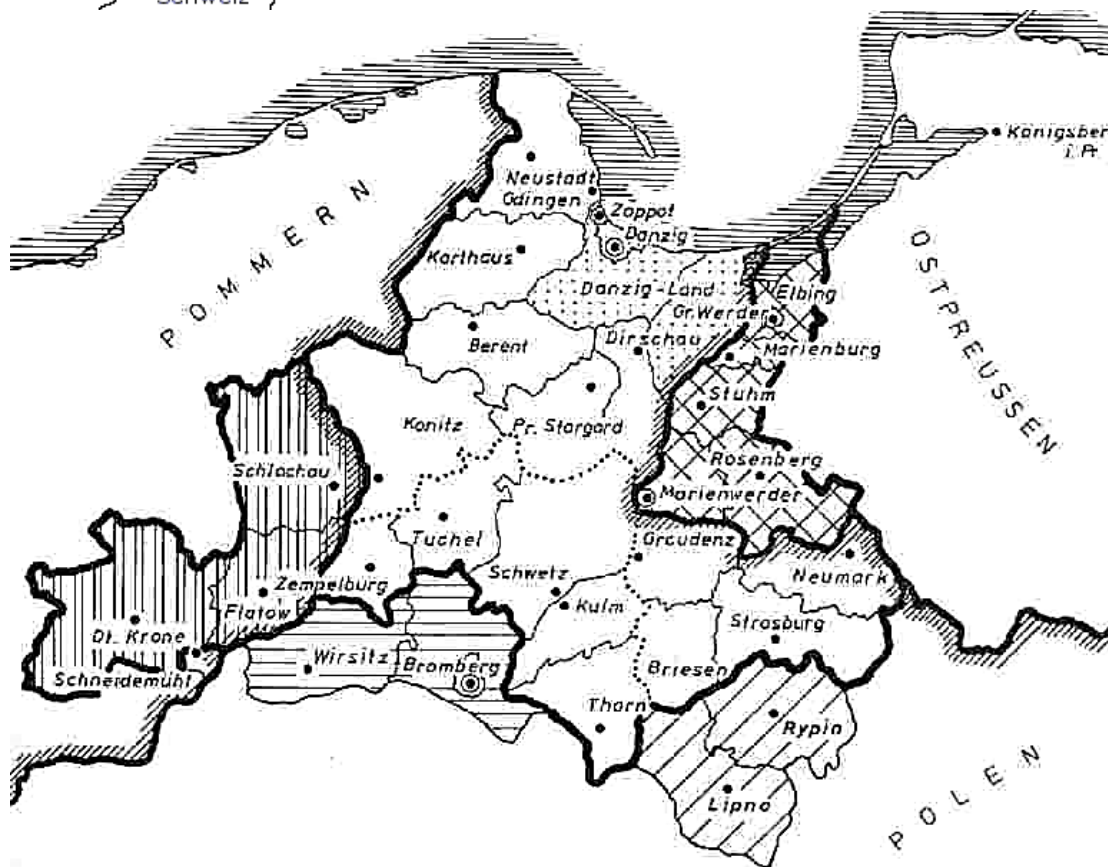 Schweiz
Königsber
i. Pr.
Neustadt
Gdingen
Zoppot
Danzig
POMMERN
Karthaus
OSTPREUSSEN
Danzig-Land
Elbing
Gr. Werder
Berent
Dirschau
Marienburg
Stuhm
Konitz
Pr. Stargard
Schlochau
Rosenberg
Marienwerder
Tuchel
Graudenz
Zempelburg
Schwetz
Neumark
Flatow
Kulm
Dt. Krone
Strasburg
Wirsitz
Bromberg
Briesen
Schneidemühl
Thorn
Rypin
Lipno
POLEN